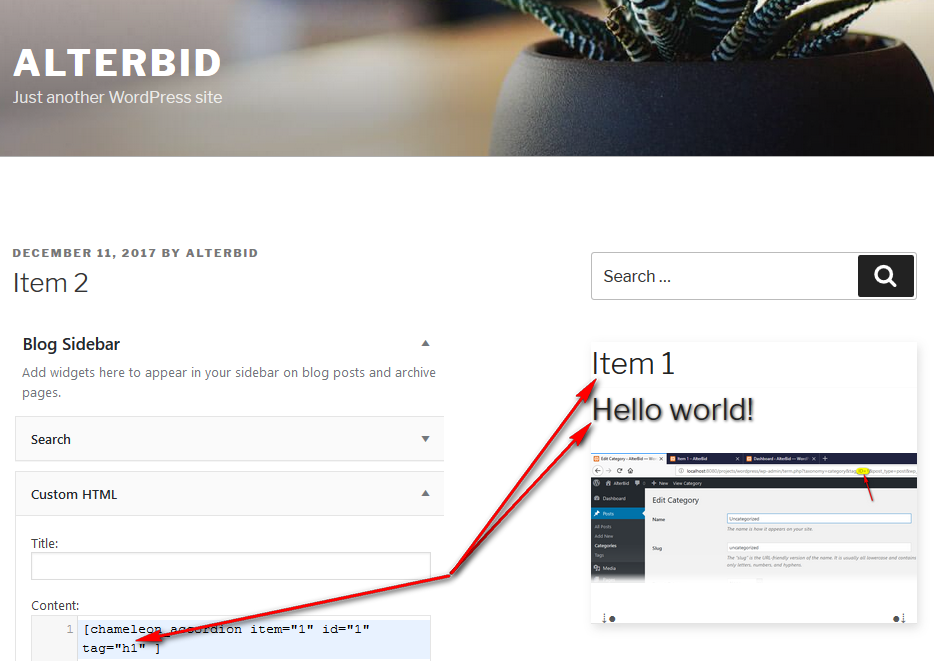 ALTERBID
Just another WordPress site
DECEMBER 11, 2017 BY ALTERBID
Item 2
Search ...
Blog Sidebar
Add widgets here to appear in your sidebar on blog posts and archive
pages.
Search
Custom HTML
Title:
Content:
1 [chameleon_accordion item="1" id="1"
tag="h1" ]
Item 1
Hello world!
Edit Category ‹ AlterBid — Wor
Item 1 – AlterBid
Dashboard ‹ AlterBid — Word
localhost:8080/projects/wordpress/wp-admin/term.php?taxonomy=category&tag
post_type=post&wp
AlterBid
New
View Category
Dashboard
Posts
All Posts
Add New
Categories
Tags
Media
Edit Category
Name
Uncategorized
The name is how it appears on your site.
Slug
uncategorized
The "slug" is the URL-friendly version of the name. It is usually all lowercase and contains
only letters, numbers, and hyphens.